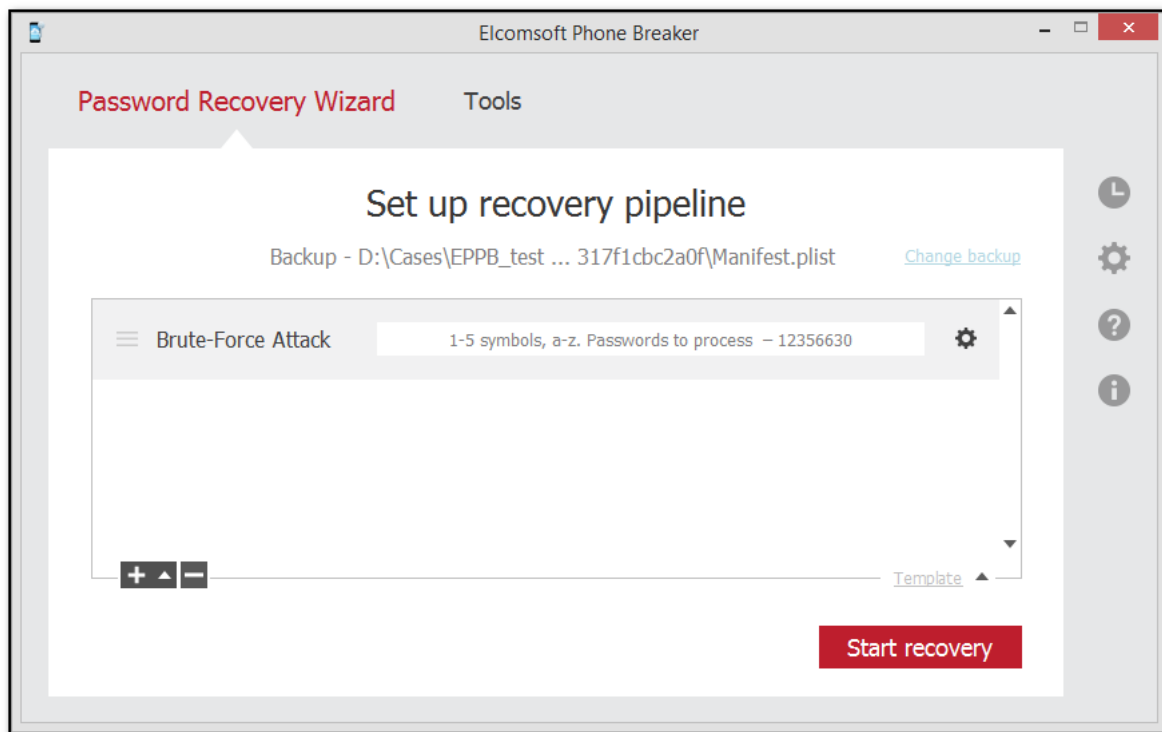 Elcomsoft Phone Breaker
Password Recovery Wizard Tools
Set up recovery pipeline
Backup - D:\Cases\EPPB_test ... 317f1cbc2a0f\Manifest.plist Change backup
Brute-Force Attack 1-5 symbols, a-z. Passwords to process – 12356630
Template
Start recovery